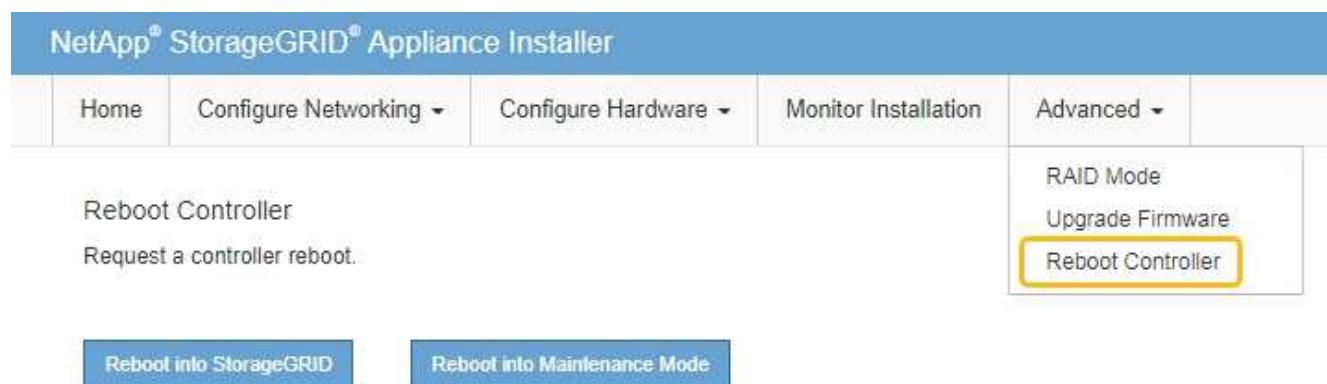 NetApp® StorageGRID® Appliance Installer
Home
Configure Networking
Configure Hardware
Monitor Installation
Advanced
RAID Mode
Upgrade Firmware
Reboot Controller
Reboot Controller
Request a controller reboot.
Reboot into StorageGRID
Reboot into Maintenance Mode